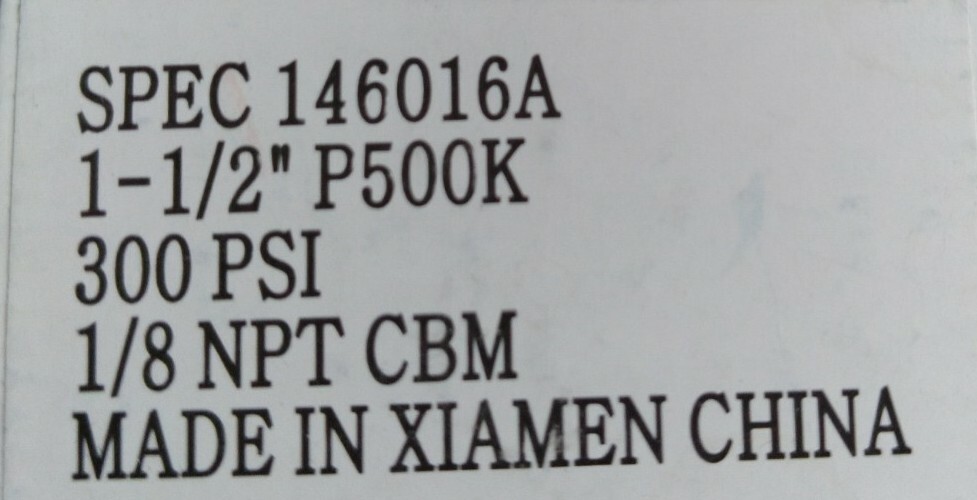 SPEC 146016A
1-1/2" P500K
300 PSI
1/8 NPT CBM
MADE IN XIAMEN CHINA